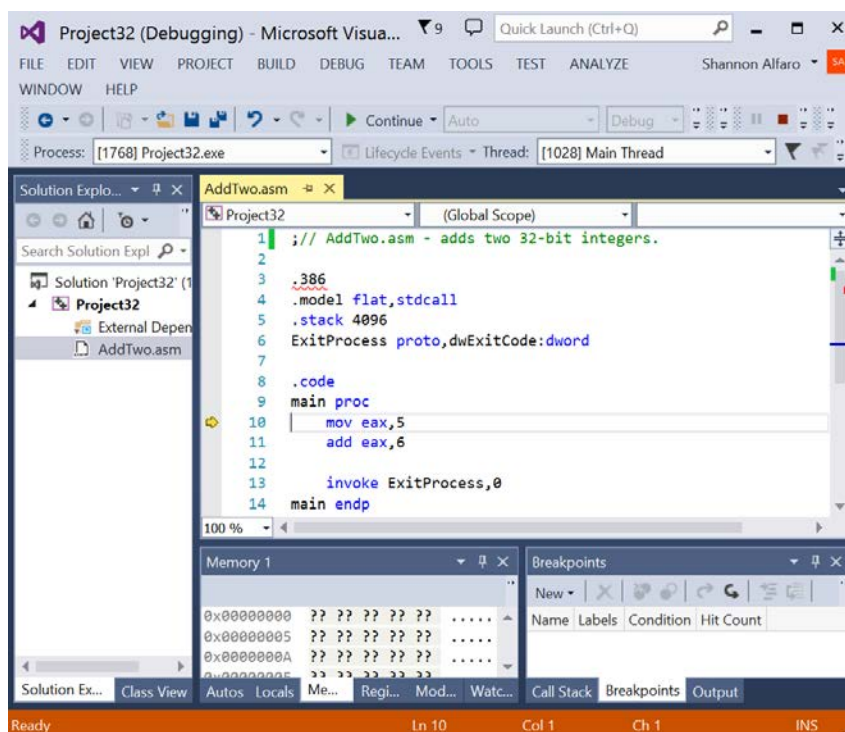 Project32 (Debugging) - Microsoft Visua... 9 Quick Launch (Ctrl+Q)
FILE EDIT VIEW PROJECT BUILD DEBUG TEAM TOOLS TEST ANALYZE Shannon Alfaro SA
WINDOW HELP
Continue Auto Debug
Process: [1768] Project32.exe Lifecycle Events Thread: [1028] Main Thread
Solution Explo... AddTwo.asm
Project32 (Global Scope)
Search Solution Expl
Solution 'Project32' (1
Project32
External Depen
AddTwo.asm
1 ;// AddTwo.asm - adds two 32-bit integers.
2
3 .386
4 .model flat,stdcall
5 .stack 4096
6 ExitProcess proto,dwExitCode:dword
7
8 .code
9 main proc
10 mov eax,5
11 add eax,6
12
13 invoke ExitProcess,0
14 main endp
100 %
Memory 1 Breakpoints
New
0x00000000 ?? ?? ?? ?? ?? ..... Name Labels Condition Hit Count
0x00000005 ?? ?? ?? ?? ?? .....
0x0000000A ?? ?? ?? ?? ?? .....
Solution Ex... Class View Autos Locals Me... Regi... Mod... Watc... Call Stack Breakpoints Output
Ready Ln 10 Col 1 Ch 1 INS